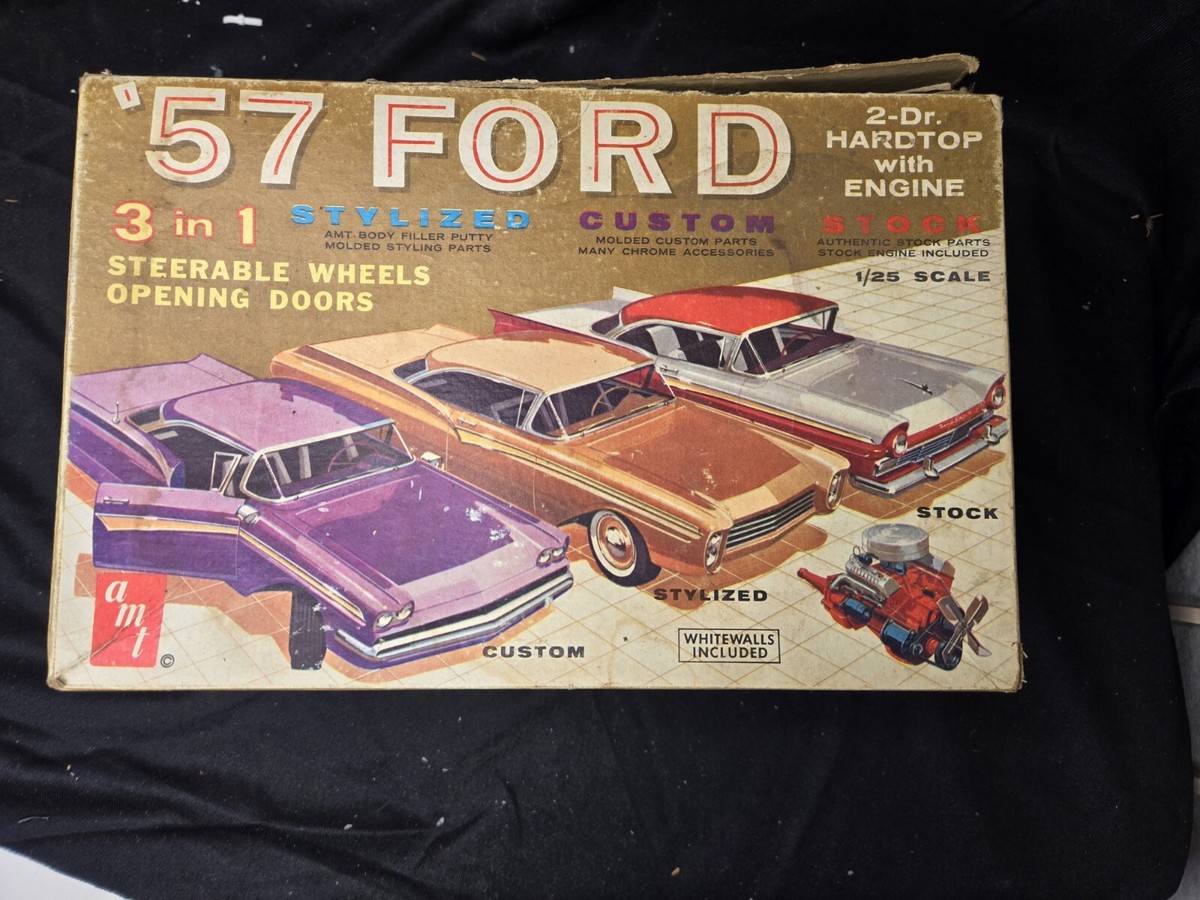 '57 FORD
2-Dr.
HARDTOP
with
ENGINE
3 in 1
STYLIZED
AMT BODY FILLER PUTTY
MOLDED STYLING PARTS
CUSTOM
MOLDED CUSTOM PARTS
MANY CHROME ACCESSORIES
STOCK
AUTHENTIC STOCK PARTS
STOCK ENGINE INCLUDED
1/25 SCALE
STEERABLE WHEELS
OPENING DOORS
STOCK
STYLIZED
CUSTOM
WHITEWALLS
INCLUDED
amt ©